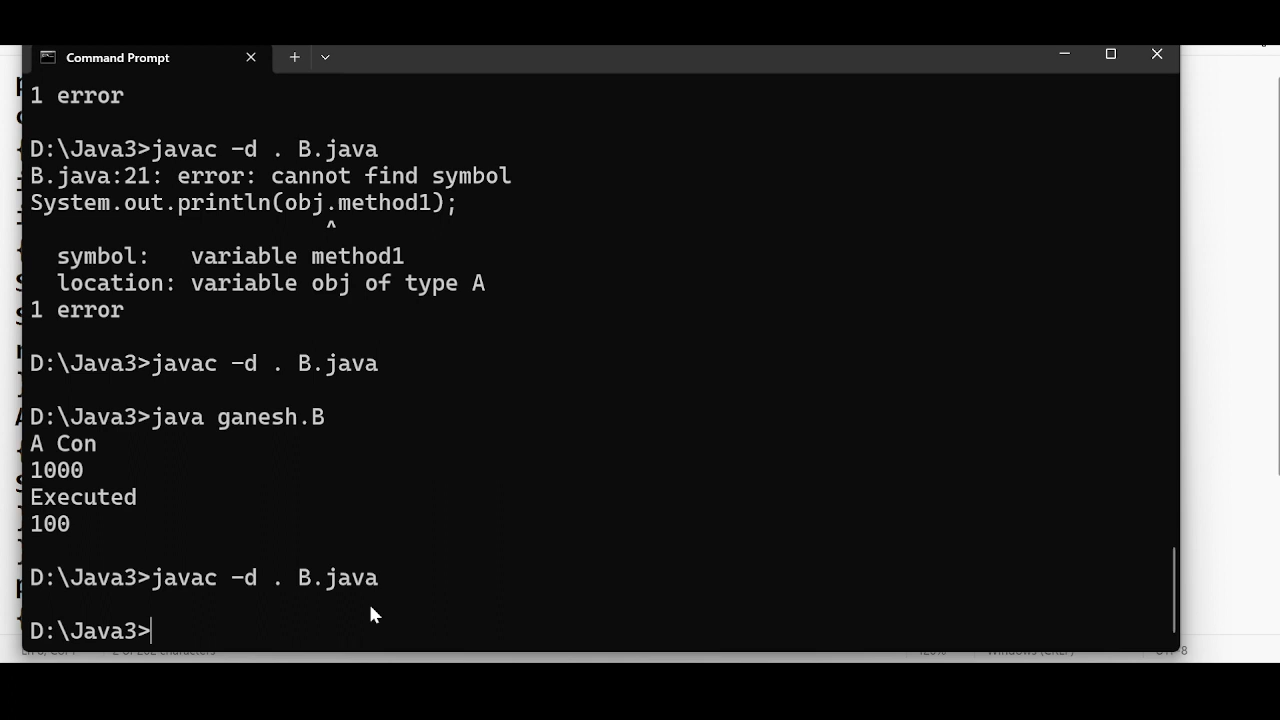 Command Prompt
1 error
D:\Java3>javac -d . B.java
B.java:21: error: cannot find symbol
System.out.println(obj.method1);
^
symbol:   variable method1
location: variable obj of type A
1 error
D:\Java3>javac -d . B.java
D:\Java3>java ganesh.B
A Con
1000
Executed
100
D:\Java3>javac -d . B.java
D:\Java3>